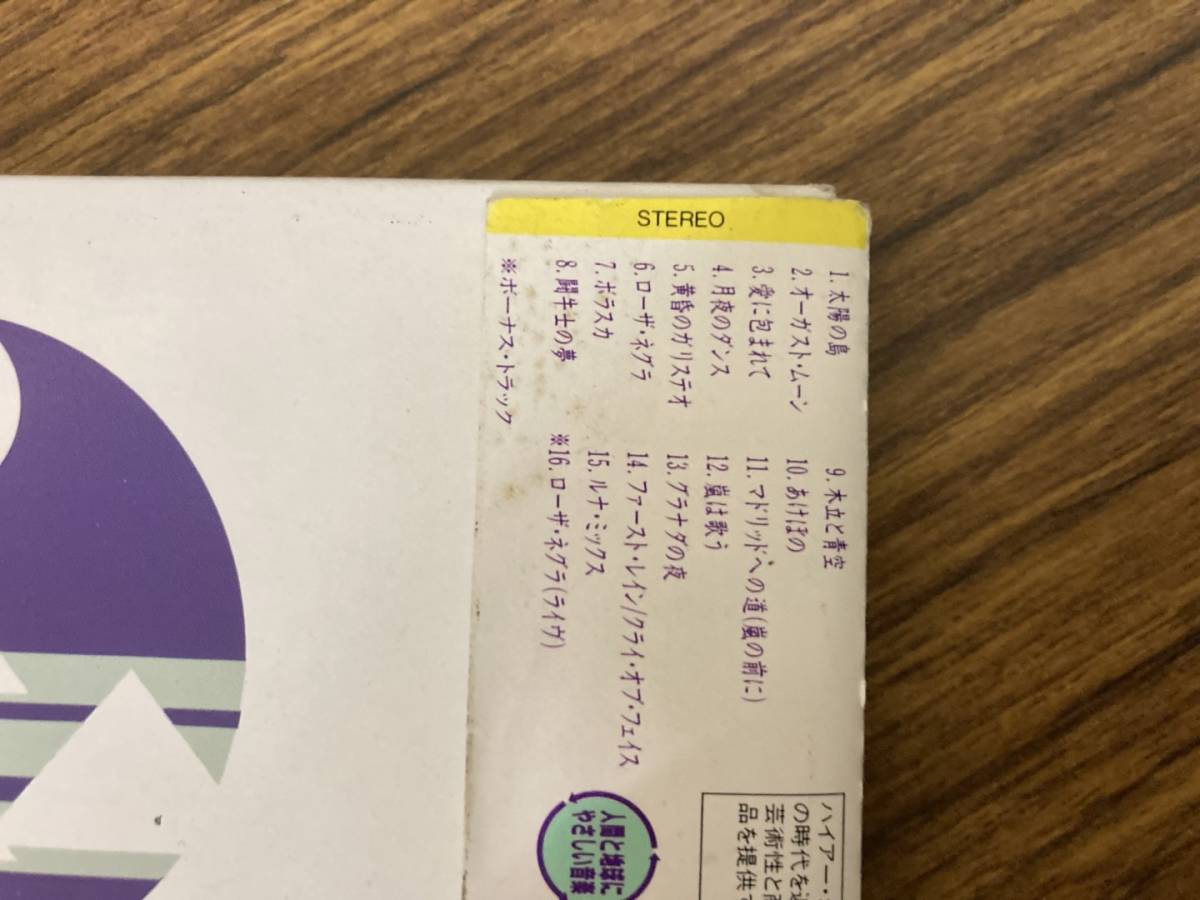 STEREO
1. 太陽の島
2. オーガスト・ムーン
3. 愛に包まれて
4. 月夜のダンス
5. 黄昏のガリステオ
6. ローザ・ネグラ
7. ボラスカ
8. 闘牛士の夢
※ボーナス・トラック
9. 木立と青空
10. あけぼの
11. マドリッドへの道(嵐の前に)
12. 嵐は歌う
13. グラナダの夜
14. ファースト・レイン/クライ・オブ・フェイス
15. ルナ・ミックス
※16. ローザ・ネグラ(ライヴ)
人間と地球に
やさしい音楽
ハイアー・
の時代を
芸術性と
品を提供